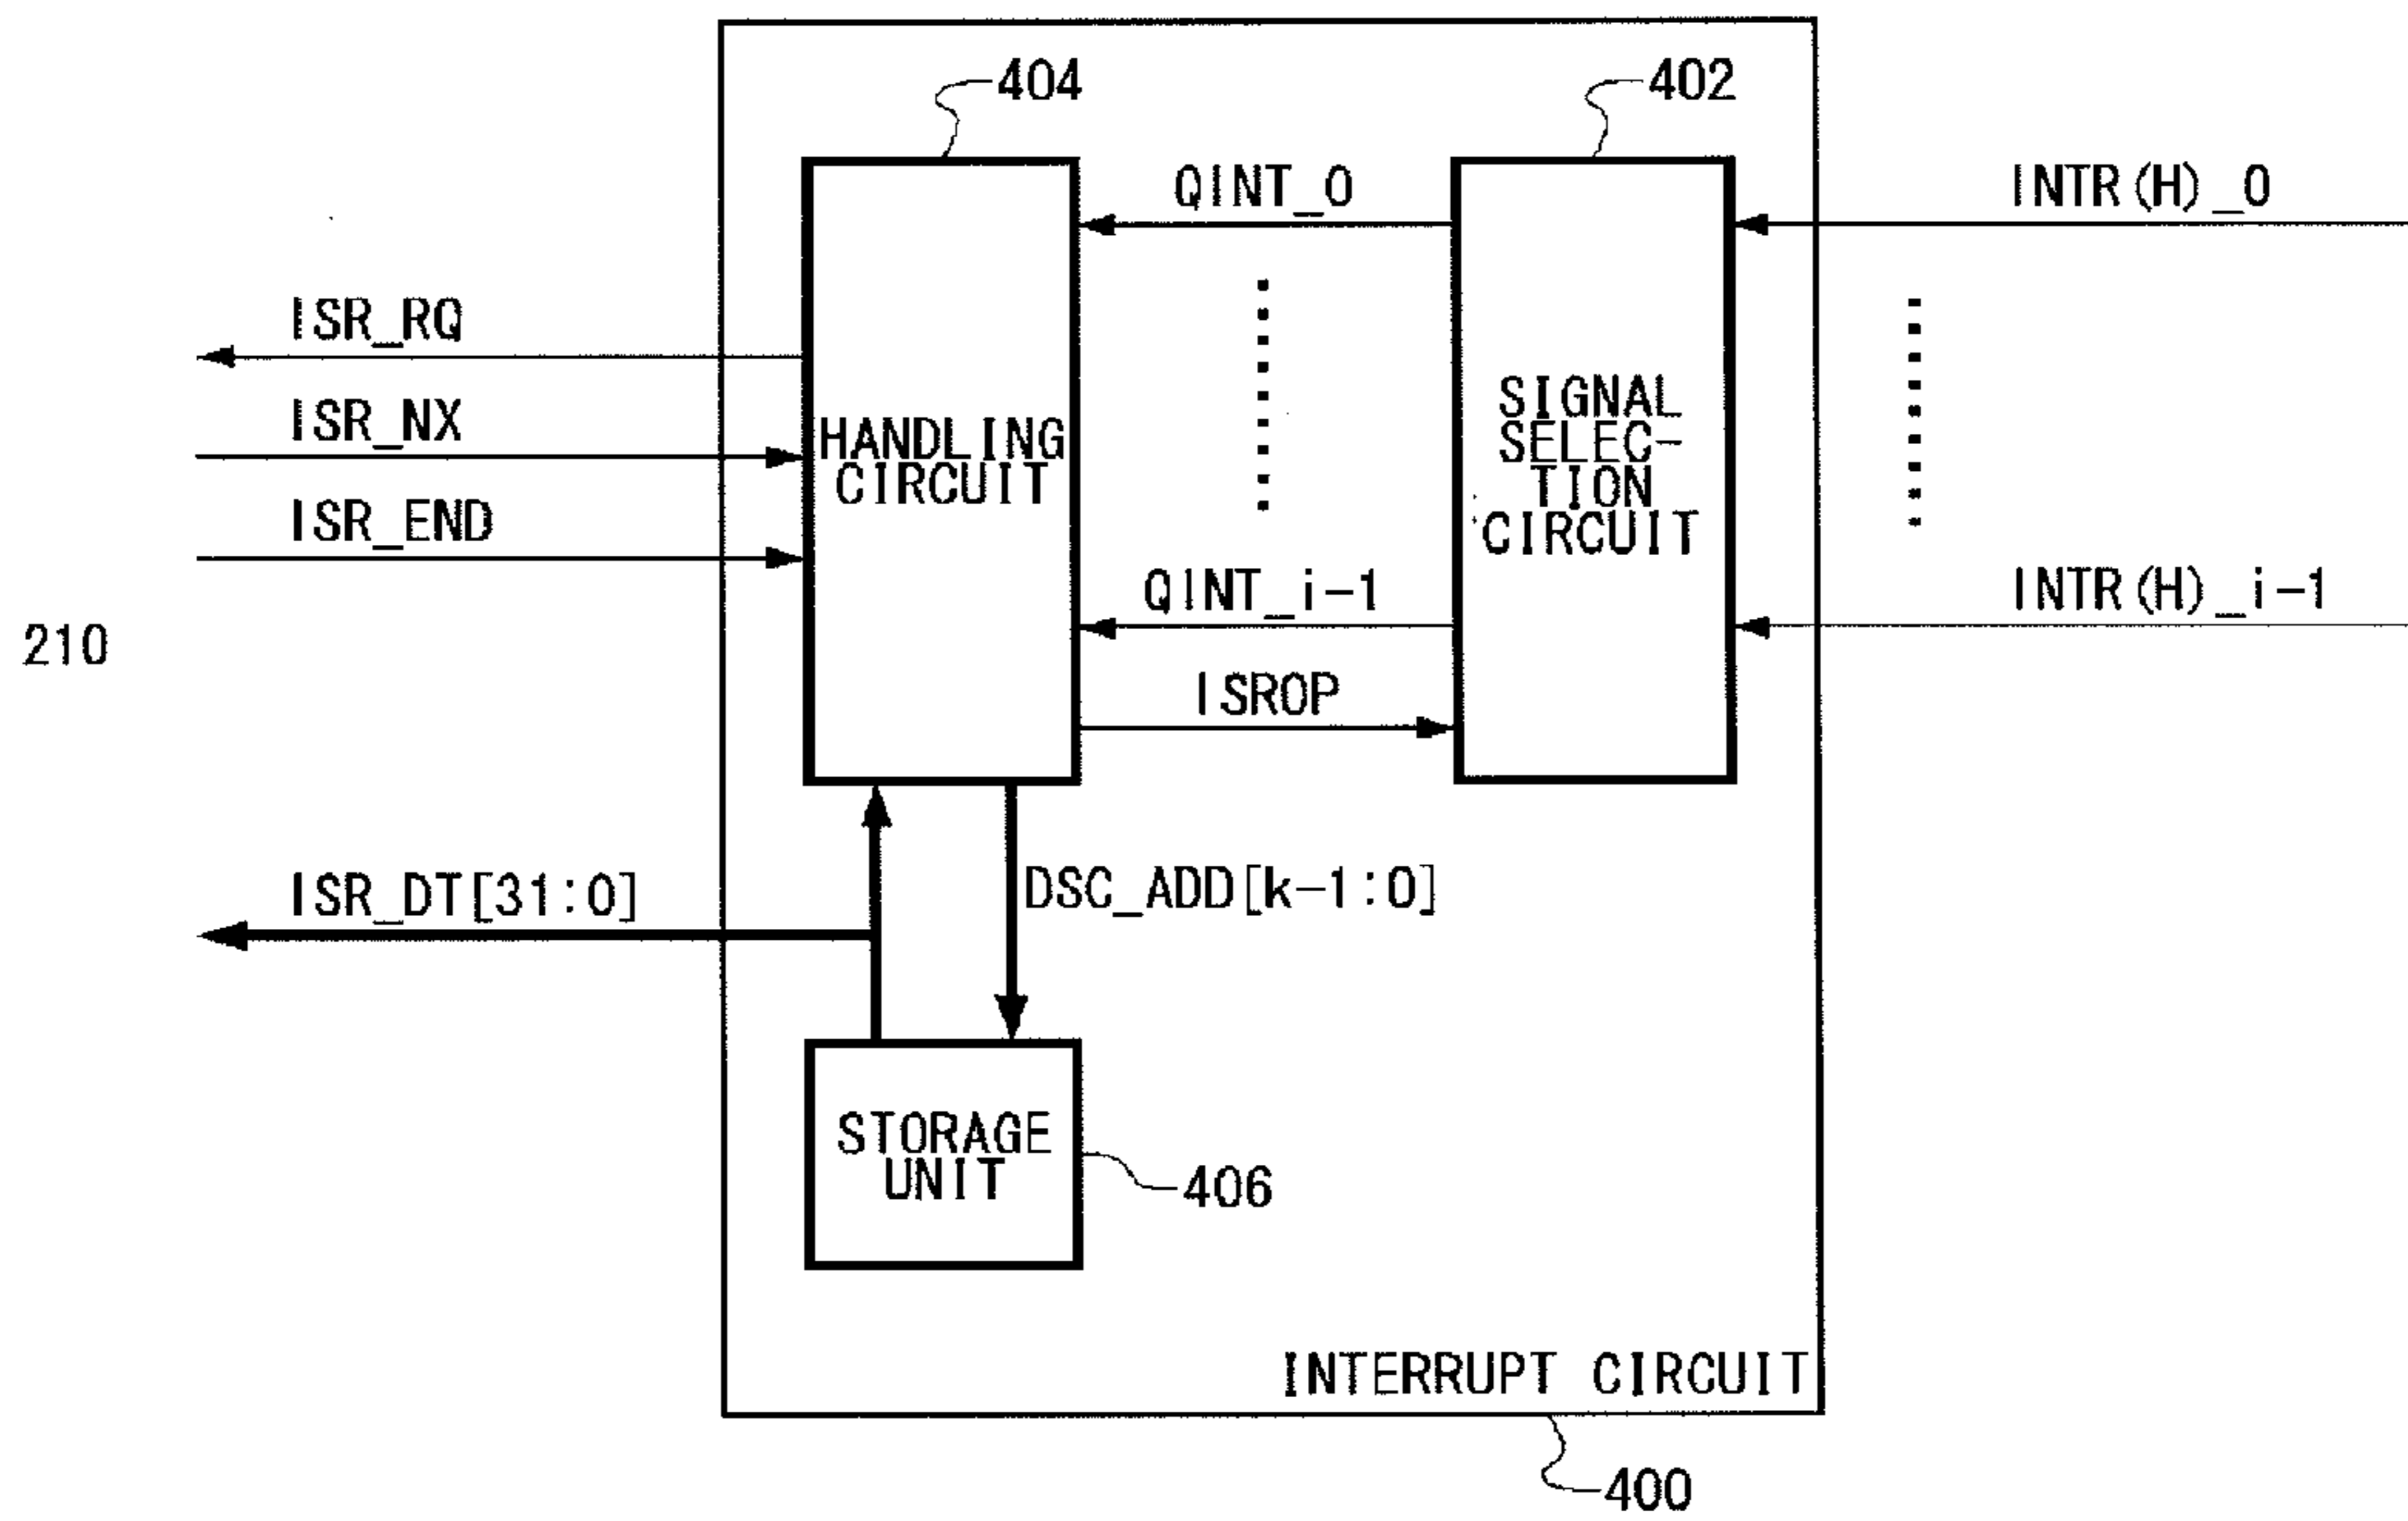 404
402
QINT_0
INTR(H)_0
ISR_RQ
ISR_NX
ISR_END
HANDLING
CIRCUIT
SIGNAL
SELEC-
TION
CIRCUIT
QINT_i-1
INTR(H)_i-1
210
ISROP
ISR_DT[31:0]
DSC_ADD[k-1:0]
STORAGE
UNIT
406
INTERRUPT CIRCUIT
400